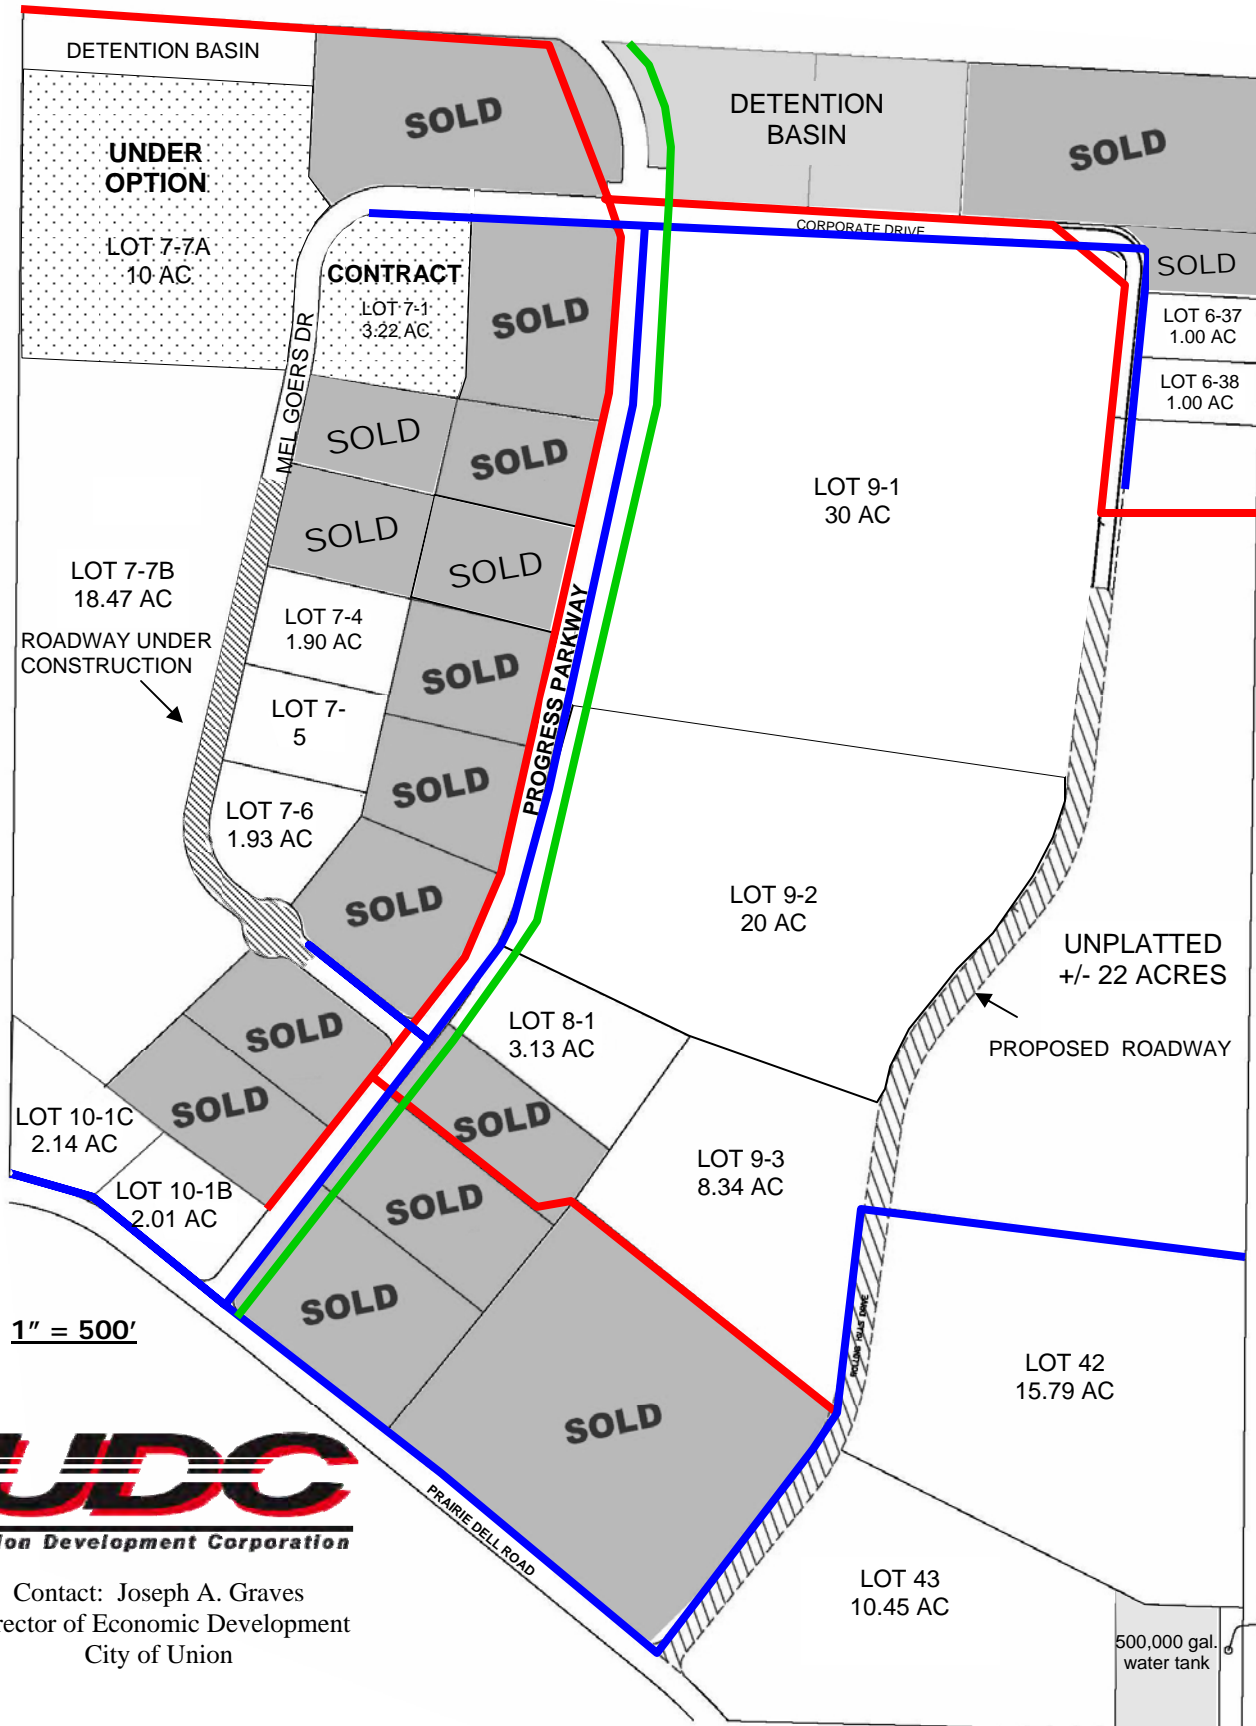 DETENTION BASIN
SOLD
DETENTION
BASIN
SOLD
UNDER
OPTION
LOT 7-7A
10 AC
CORPORATE DRIVE
CONTRACT
LOT 7-1
3.22 AC
SOLD
SOLD
LOT 6-37
1.00 AC
LOT 6-38
1.00 AC
MEL GOERS DR
SOLD
SOLD
LOT 9-1
30 AC
SOLD
SOLD
LOT 7-7B
18.47 AC
ROADWAY UNDER
CONSTRUCTION
LOT 7-4
1.90 AC
PROGRESS PARKWAY
SOLD
LOT 7-
5
SOLD
LOT 7-6
1.93 AC
SOLD
LOT 9-2
20 AC
UNPLATTED
+/- 22 ACRES
PROPOSED ROADWAY
LOT 8-1
3.13 AC
SOLD
SOLD
SOLD
LOT 10-1C
2.14 AC
LOT 10-1B
2.01 AC
LOT 9-3
8.34 AC
SOLD
SOLD
1" = 500'
ROLLING HILLS DRIVE
LOT 42
15.79 AC
SOLD
UDC
ion Development Corporation
PRAIRIE DELL ROAD
Contact: Joseph A. Graves
rector of Economic Development
City of Union
LOT 43
10.45 AC
500,000 gal.
water tank